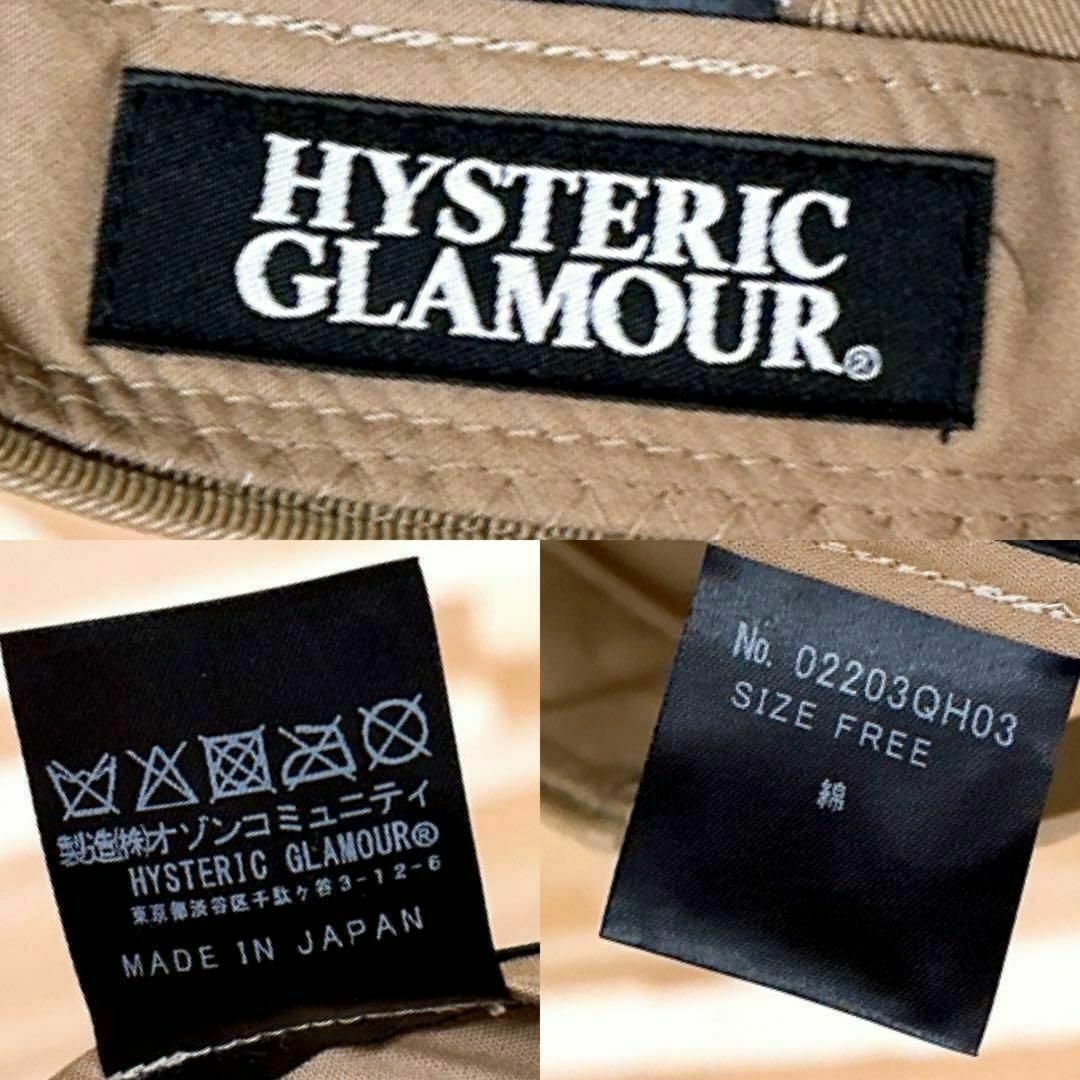 HYSTERIC
GLAMOUR®
製造㈱オゾンコミュニティ
HYSTERIC GLAMOUR®
東京都渋谷区千駄ヶ谷3-12-6
MADE IN JAPAN
No. 02203QH03
SIZE FREE
綿